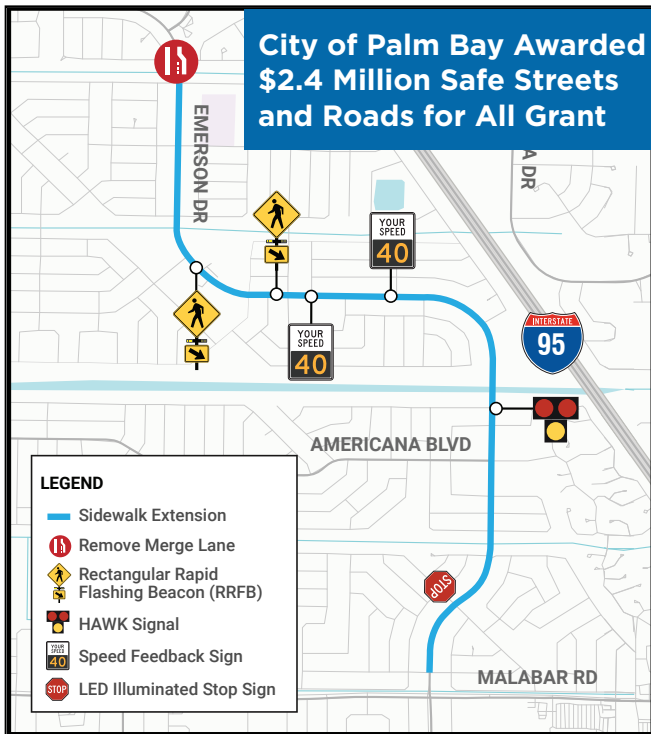 City of Palm Bay Awarded
$2.4 Million Safe Streets
and Roads for All Grant
EMERSON DR
A DR
YOUR
SPEED
40
YOUR
SPEED
40
INTERSTATE
95
AMERICANA BLVD
STOP
MALABAR RD
LEGEND
Sidewalk Extension
Remove Merge Lane
Rectangular Rapid
Flashing Beacon (RRFB)
HAWK Signal
YOUR
SPEED
40
Speed Feedback Sign
STOP
LED Illuminated Stop Sign